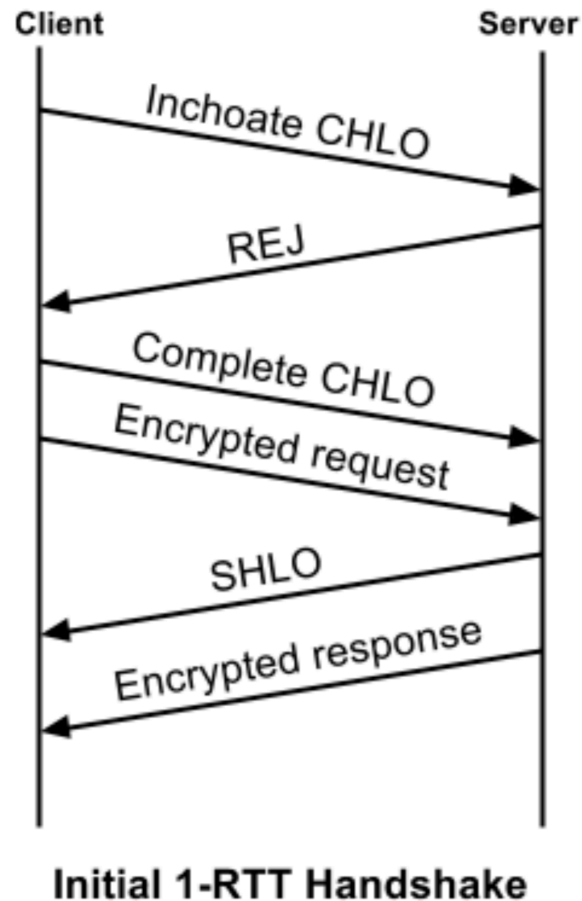 Client
Server
Inchoate CHLO
REJ
Complete CHLO
Encrypted request
SHLO
Encrypted response
Initial 1-RTT Handshake